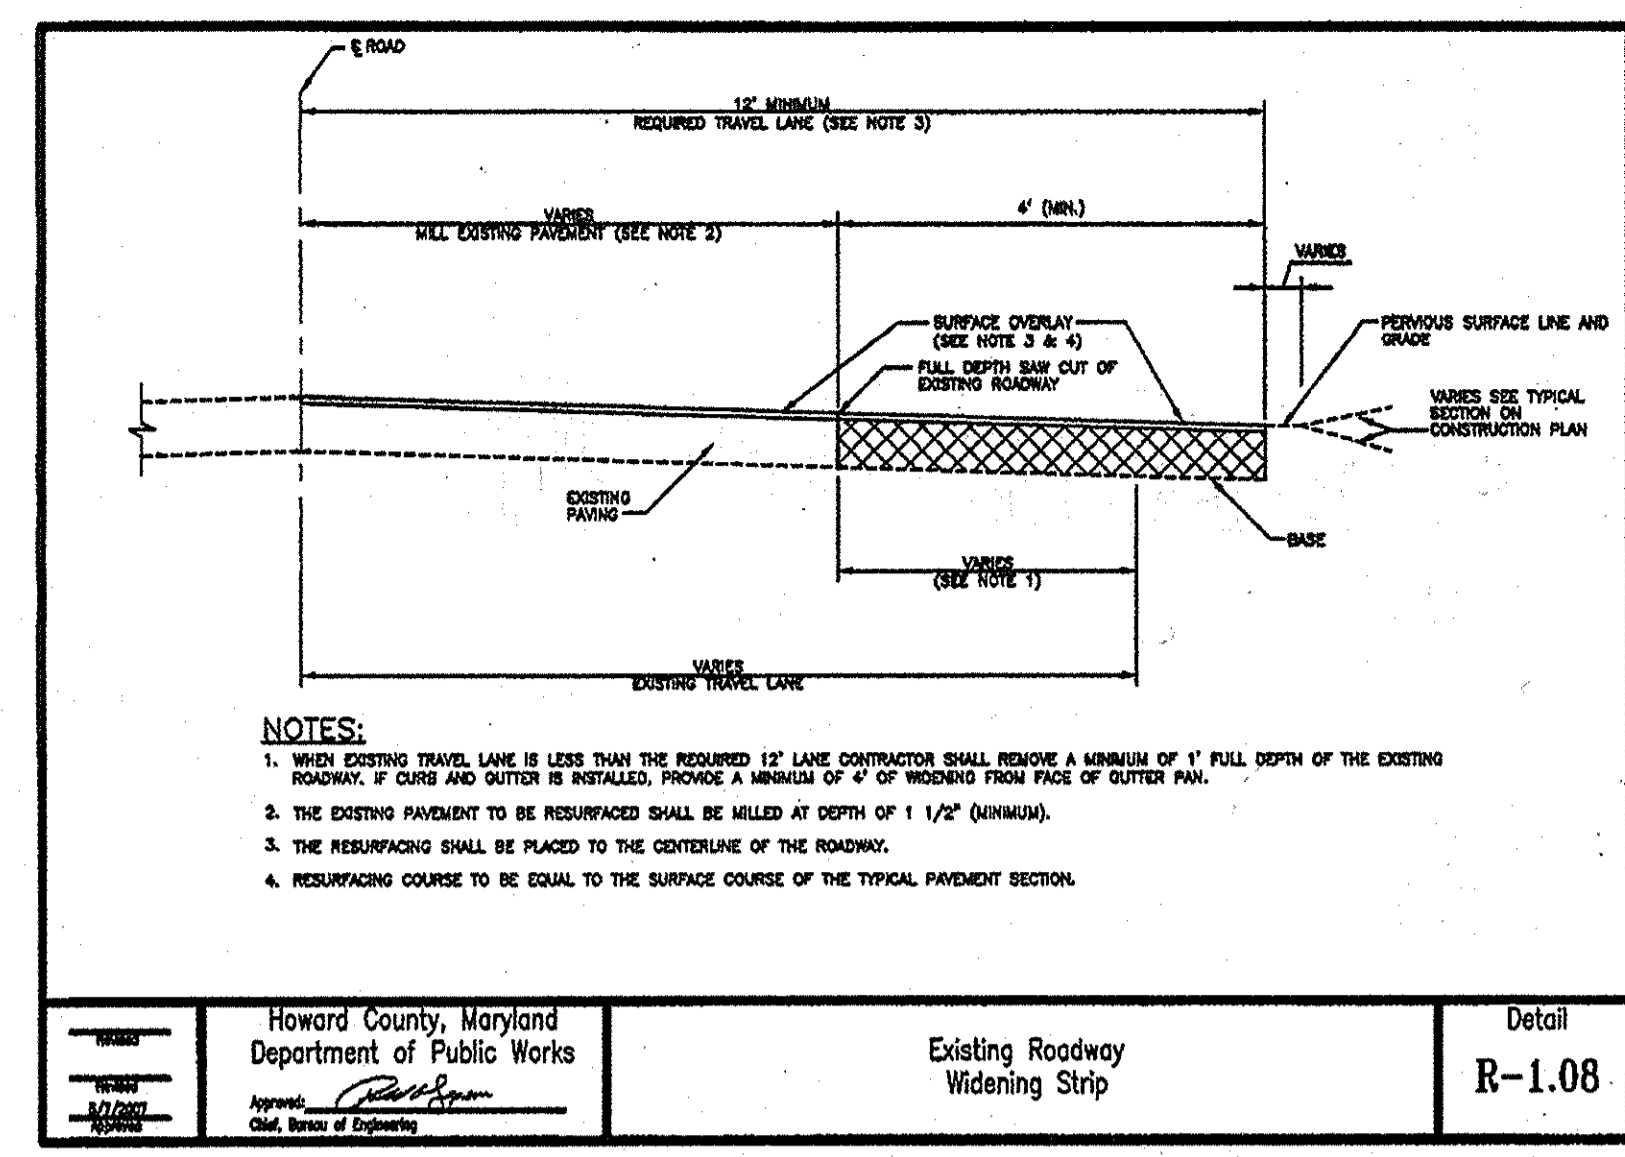 ℄ ROAD
12' MINIMUM
REQUIRED TRAVEL LANE (SEE NOTE 3)
VARIES
MILL EXISTING PAVEMENT (SEE NOTE 2)
4' (MIN.)
VARIES
SURFACE OVERLAY
(SEE NOTE 3 & 4)
PERVIOUS SURFACE LINE AND
GRADE
FULL DEPTH SAW CUT OF
EXISTING ROADWAY
VARIES SEE TYPICAL
SECTION ON
CONSTRUCTION PLAN
EXISTING
PAVING
BASE
VARIES
(SEE NOTE 1)
VARIES
EXISTING TRAVEL LANE
NOTES:
1. WHEN EXISTING TRAVEL LANE IS LESS THAN THE REQUIRED 12' LANE CONTRACTOR SHALL REMOVE A MINIMUM OF 1' FULL DEPTH OF THE EXISTING
ROADWAY. IF CURB AND GUTTER IS INSTALLED, PROVIDE A MINIMUM OF 4' OF WIDENING FROM FACE OF GUTTER PAN.
2. THE EXISTING PAVEMENT TO BE RESURFACED SHALL BE MILLED AT DEPTH OF 1 1/2" (MINIMUM).
3. THE RESURFACING SHALL BE PLACED TO THE CENTERLINE OF THE ROADWAY.
4. RESURFACING COURSE TO BE EQUAL TO THE SURFACE COURSE OF THE TYPICAL PAVEMENT SECTION.
Revised
Revised
8/7/2007
Approved
Howard County, Maryland
Department of Public Works
Approved:
Chief, Bureau of Engineering
Existing Roadway
Widening Strip
Detail
R-1.08